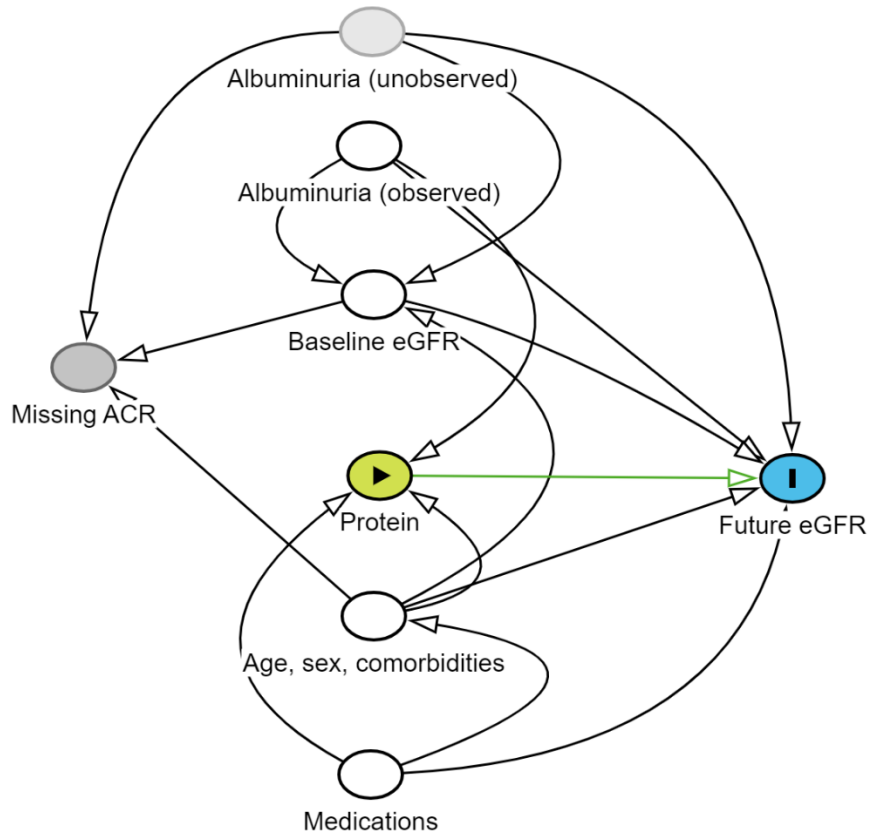 Albuminuria (unobserved)
Albuminuria (observed)
Baseline eGFR
Missing ACR
Protein
Future eGFR
Age, sex, comorbidities
Medications